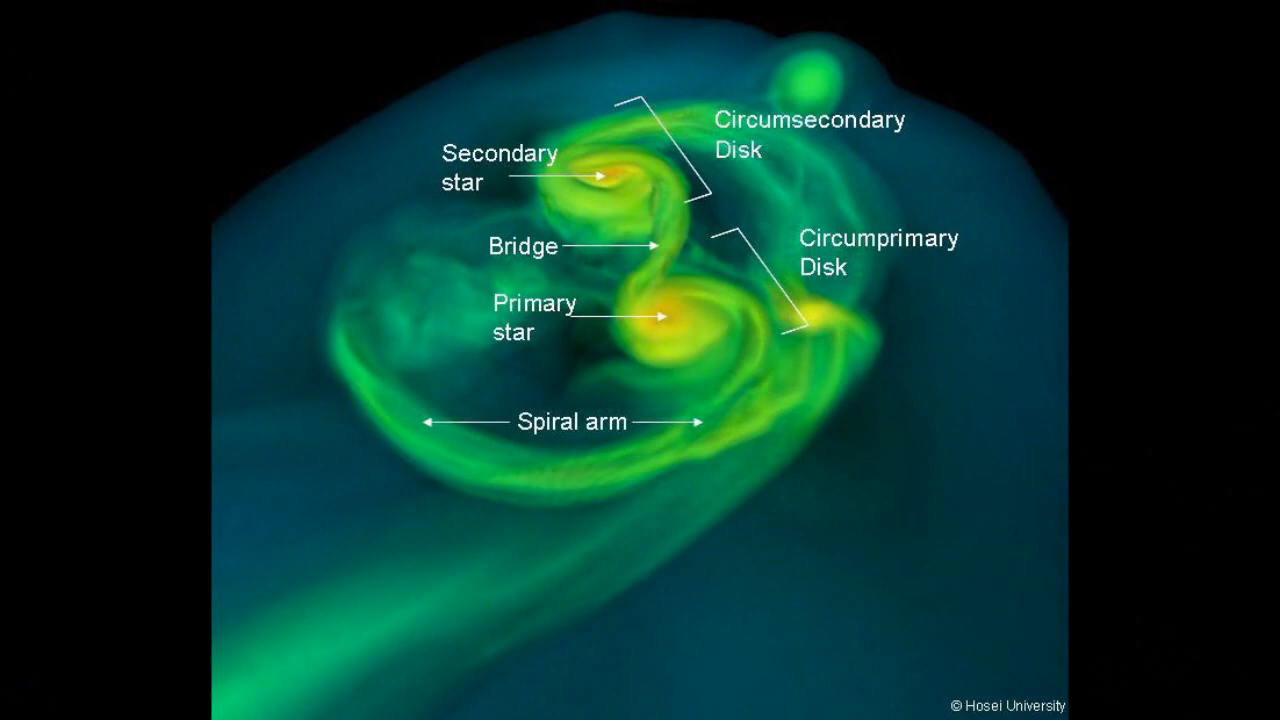 Circumsecondary
Disk
Secondary
star
Bridge
Circumprimary
Disk
Primary
star
Spiral arm
© Hosei University